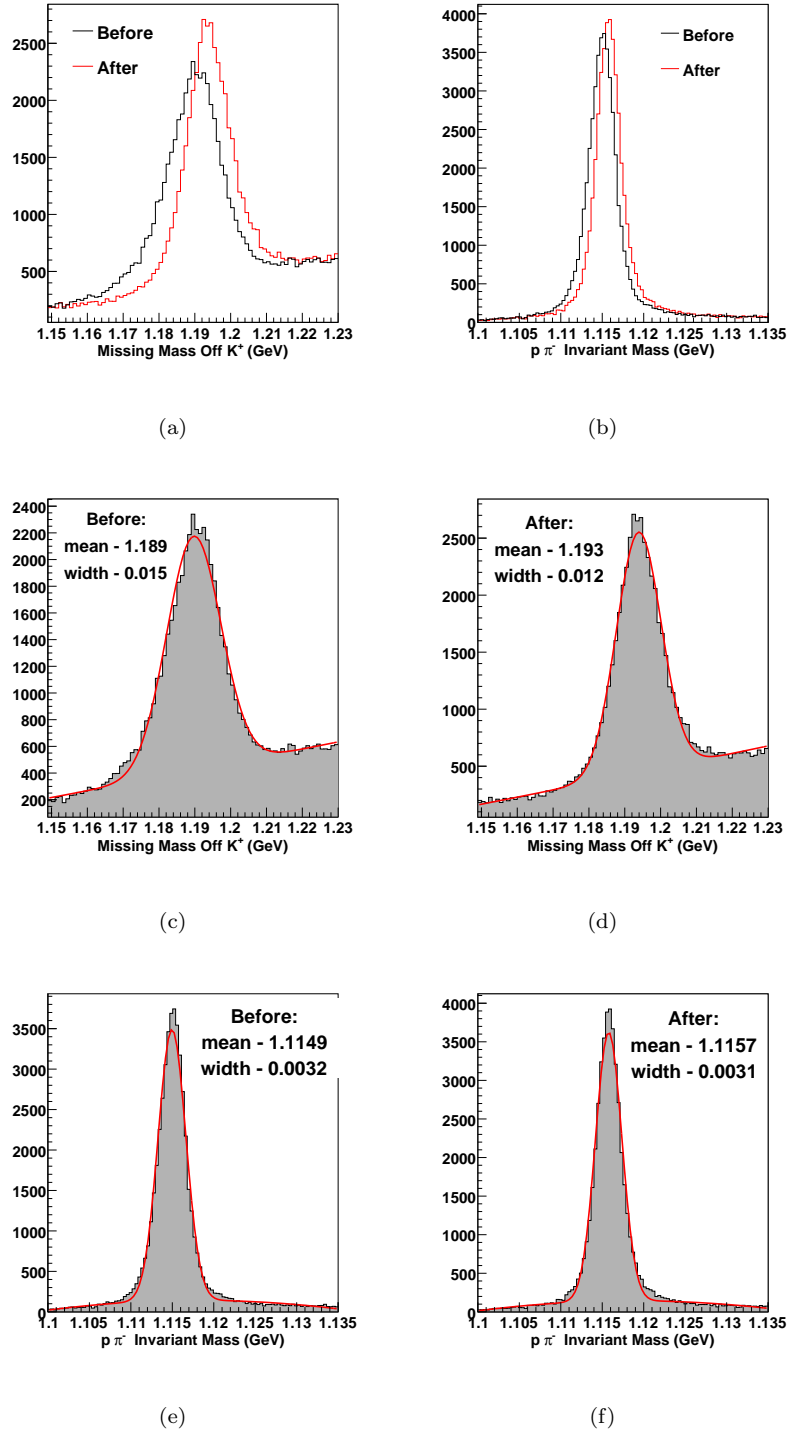 2500
2000
1500
1000
500
Before
After
1.15 1.16 1.17 1.18 1.19 1.2 1.21 1.22 1.23
Missing Mass Off K+ (GeV)
(a)
4000
3500
3000
2500
2000
1500
1000
500
0
Before
After
1.1 1.105 1.11 1.115 1.12 1.125 1.13 1.135
p π- Invariant Mass (GeV)
(b)
2400
2200
2000
1800
1600
1400
1200
1000
800
600
400
200
Before:
mean - 1.189
width - 0.015
1.15 1.16 1.17 1.18 1.19 1.2 1.21 1.22 1.23
Missing Mass Off K+ (GeV)
(c)
2500
2000
1500
1000
500
After:
mean - 1.193
width - 0.012
1.15 1.16 1.17 1.18 1.19 1.2 1.21 1.22 1.23
Missing Mass Off K+ (GeV)
(d)
3500
3000
2500
2000
1500
1000
500
0
Before:
mean - 1.1149
width - 0.0032
1.1 1.105 1.11 1.115 1.12 1.125 1.13 1.135
p π- Invariant Mass (GeV)
(e)
4000
3500
3000
2500
2000
1500
1000
500
0
After:
mean - 1.1157
width - 0.0031
1.1 1.105 1.11 1.115 1.12 1.125 1.13 1.135
p π- Invariant Mass (GeV)
(f)